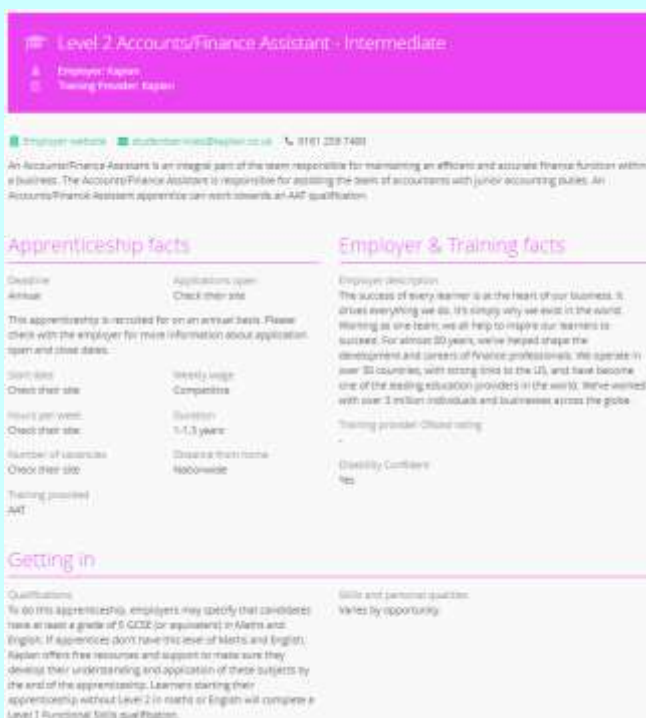 Level 2 Accounts/Finance Assistant - Intermediate
Employer: Kaplan
Training Provider: Kaplan
Employer website studentservices@kaplan.co.uk 0161 259 7400
An Accounts/Finance Assistant is an integral part of the team responsible for maintaining an efficient and accurate finance function within
a business. The Accounts/Finance Assistant is responsible for assisting the team of accountants with junior accounting duties. An
Accounts/Finance Assistant apprentice can work towards an AAT qualification.
Apprenticeship facts
Deadline
Annual
Applications open
Check their site
This apprenticeship is recruited for on an annual basis. Please
check with the employer for more information about application
open and close dates.
Start date
Check their site
Weekly wage
Competitive
Hours per week
Check their site
Duration
1-1.5 years
Number of vacancies
Check their site
Distance from home
Nationwide
Training provided
AAT
Employer & Training facts
Employer description
The success of every learner is at the heart of our business. It
drives everything we do. It's simply why we exist in the world.
Working as one team, we all help to inspire our learners to
succeed. For almost 80 years, we've helped shape the
development and careers of finance professionals. We operate in
over 30 countries, with strong links to the US, and have become
one of the leading education providers in the world. We've worked
with over 3 million individuals and businesses across the globe.
Training provider Ofsted rating
-
Disability Confident
Yes
Getting in
Qualifications
To do this apprenticeship, employers may specify that candidates
have at least a grade of 5 GCSE (or equivalent) in Maths and
English. If apprentices don't have this level of Maths and English,
Kaplan offers free resources and support to make sure they
develop their understanding and application of these subjects by
the end of the apprenticeship. Learners starting their
apprenticeship without Level 2 in maths or English will complete a
Level 1 Functional Skills qualification.
Skills and personal qualities
Varies by opportunity.